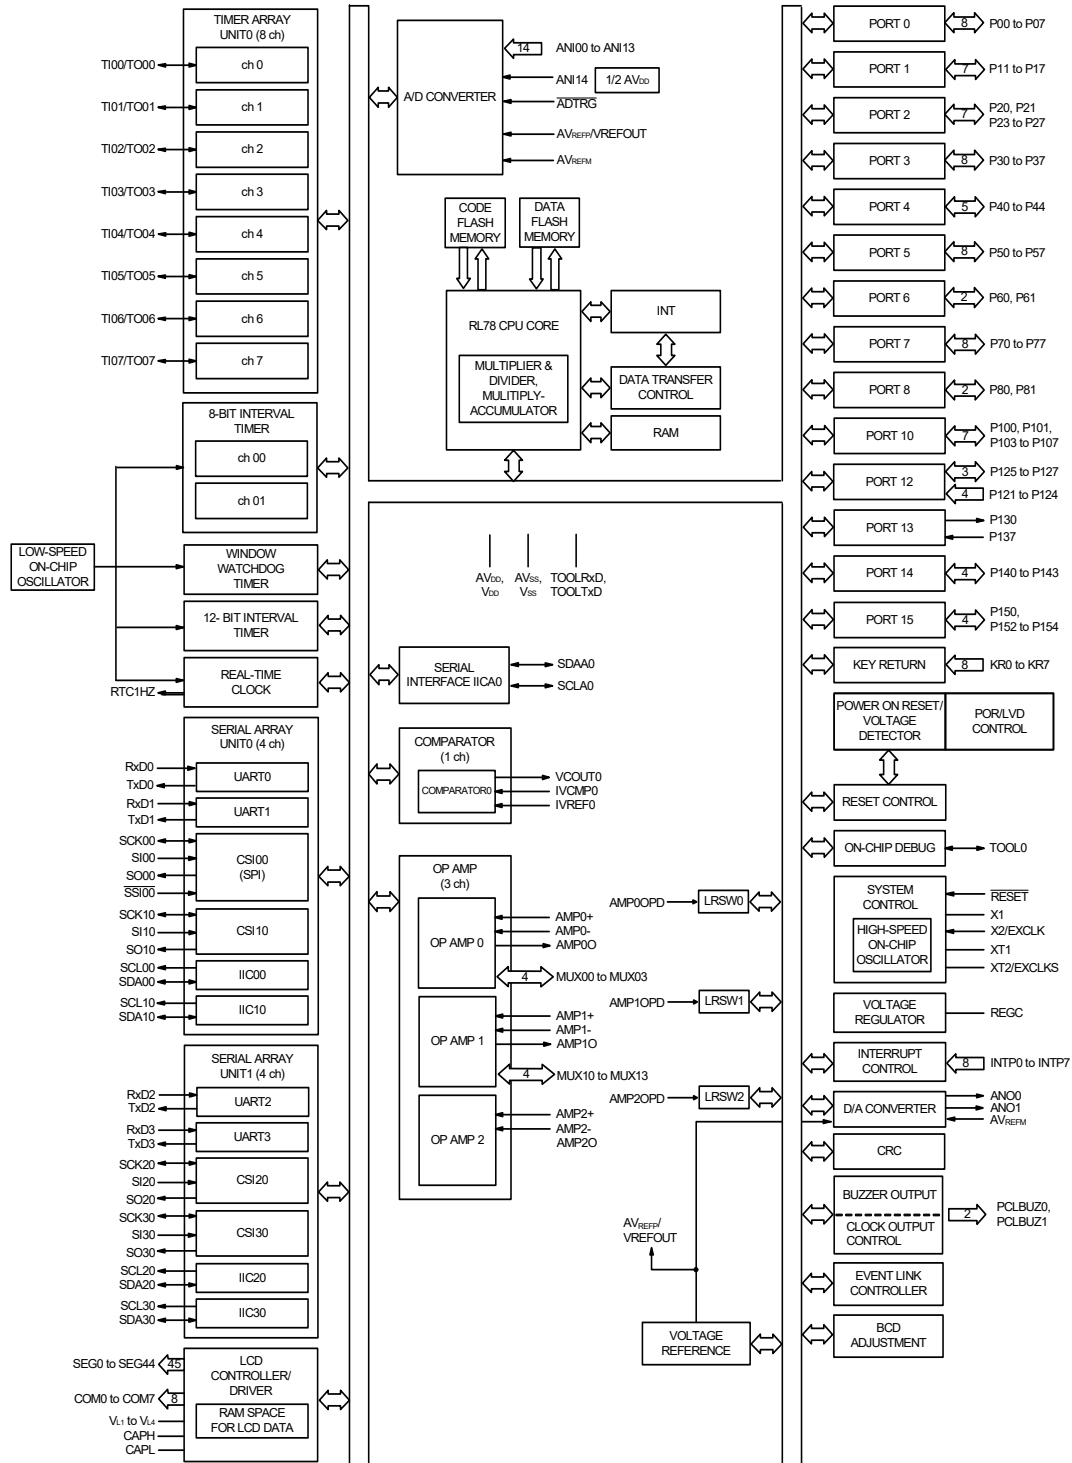 TIMER ARRAY
UNIT0 (8 ch)
TI00/TO00
ch 0
TI01/TO01
ch 1
TI02/TO02
ch 2
TI03/TO03
ch 3
TI04/TO04
ch 4
TI05/TO05
ch 5
TI06/TO06
ch 6
TI07/TO07
ch 7
8-BIT INTERVAL
TIMER
ch 00
ch 01
LOW-SPEED
ON-CHIP
OSCILLATOR
WINDOW
WATCHDOG
TIMER
12- BIT INTERVAL
TIMER
REAL-TIME
CLOCK
RTC1HZ
SERIAL ARRAY
UNIT0 (4 ch)
RxD0
TxD0
UART0
RxD1
TxD1
UART1
SCK00
SI00
SO00
SSI00
CSI00
(SPI)
SCK10
SI10
SO10
CSI10
SCL00
SDA00
IIC00
SCL10
SDA10
IIC10
SERIAL ARRAY
UNIT1 (4 ch)
RxD2
TxD2
UART2
RxD3
TxD3
UART3
SCK20
SI20
SO20
CSI20
SCK30
SI30
SO30
CSI30
SCL20
SDA20
IIC20
SCL30
SDA30
IIC30
LCD
CONTROLLER/
DRIVER
RAM SPACE
FOR LCD DATA
SEG0 to SEG44
45
COM0 to COM7
8
VL1 to VL4
CAPH
CAPL
A/D CONVERTER
14
ANI00 to ANI13
ANI14
1/2 AVDD
ADTRG
AVREFP/VREFOUT
AVREFM
CODE
FLASH
MEMORY
DATA
FLASH
MEMORY
RL78 CPU CORE
MULTIPLIER &
DIVIDER,
MULITIPLY-
ACCUMULATOR
INT
DATA TRANSFER
CONTROL
RAM
AVDD,
VDD
AVSS,
VSS
TOOLRxD,
TOOLTxD
SERIAL
INTERFACE IICA0
SDAA0
SCLA0
COMPARATOR
(1 ch)
COMPARATOR0
VCOUT0
IVCMP0
IVREF0
OP AMP
(3 ch)
OP AMP 0
AMP0+
AMP0-
AMP0O
4
MUX00 to MUX03
OP AMP 1
AMP1+
AMP1-
AMP1O
4
MUX10 to MUX13
OP AMP 2
AMP2+
AMP2-
AMP2O
AMP0OPD
LRSW0
AMP1OPD
LRSW1
AMP2OPD
LRSW2
AVREFP/
VREFOUT
VOLTAGE
REFERENCE
PORT 0
8
P00 to P07
PORT 1
7
P11 to P17
PORT 2
7
P20, P21
P23 to P27
PORT 3
8
P30 to P37
PORT 4
5
P40 to P44
PORT 5
8
P50 to P57
PORT 6
2
P60, P61
PORT 7
8
P70 to P77
PORT 8
2
P80, P81
PORT 10
7
P100, P101,
P103 to P107
PORT 12
3
P125 to P127
4
P121 to P124
PORT 13
P130
P137
PORT 14
4
P140 to P143
PORT 15
4
P150,
P152 to P154
KEY RETURN
8
KR0 to KR7
POWER ON RESET/
VOLTAGE
DETECTOR
POR/LVD
CONTROL
RESET CONTROL
ON-CHIP DEBUG
TOOL0
SYSTEM
CONTROL
HIGH-SPEED
ON-CHIP
OSCILLATOR
RESET
X1
X2/EXCLK
XT1
XT2/EXCLKS
VOLTAGE
REGULATOR
REGC
INTERRUPT
CONTROL
8
INTP0 to INTP7
D/A CONVERTER
ANO0
ANO1
AVREFM
CRC
BUZZER OUTPUT
CLOCK OUTPUT
CONTROL
2
PCLBUZ0,
PCLBUZ1
EVENT LINK
CONTROLLER
BCD
ADJUSTMENT